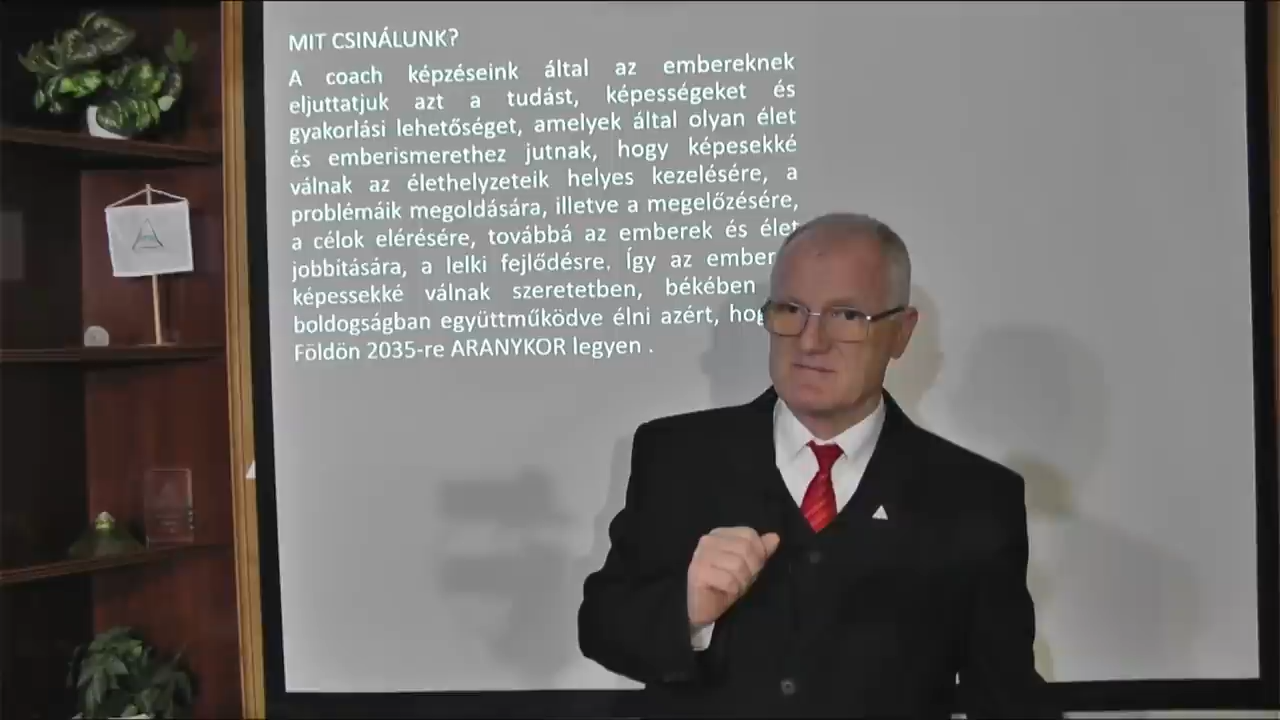 MIT CSINÁLUNK?
A coach képzéseink által az embereknek
eljuttatjuk azt a tudást, képességeket és
gyakorlási lehetőséget, amelyek által olyan élet
és emberismerethez jutnak, hogy képesekké
válnak az élethelyzeteik helyes kezelésére, a
problémáik megoldására, illetve a megelőzésére,
a célok elérésére, továbbá az emberek és élet
jobbítására, a lelki fejlődésre. Így az ember
képessekké válnak szeretetben, békében
boldogságban együttműködve élni azért, ho
Földön 2035-re ARANYKOR legyen .